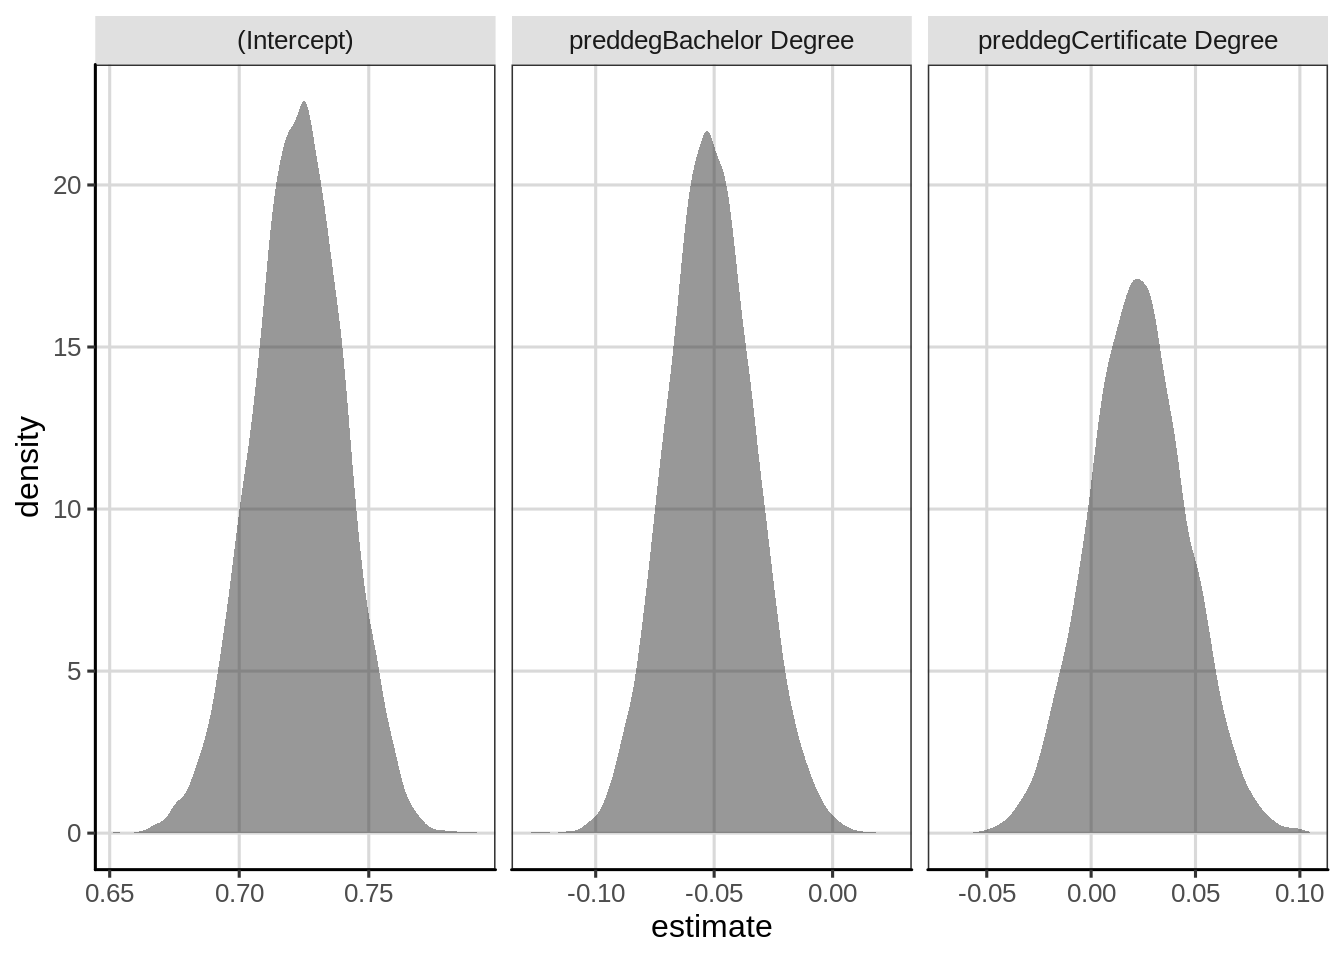 (Intercept) preddegBachelor Degree preddegCertificate Degree
20
15
10
5
0
density
0.65 0.70 0.75 -0.10 -0.05 0.00 -0.05 0.00 0.05 0.10
estimate